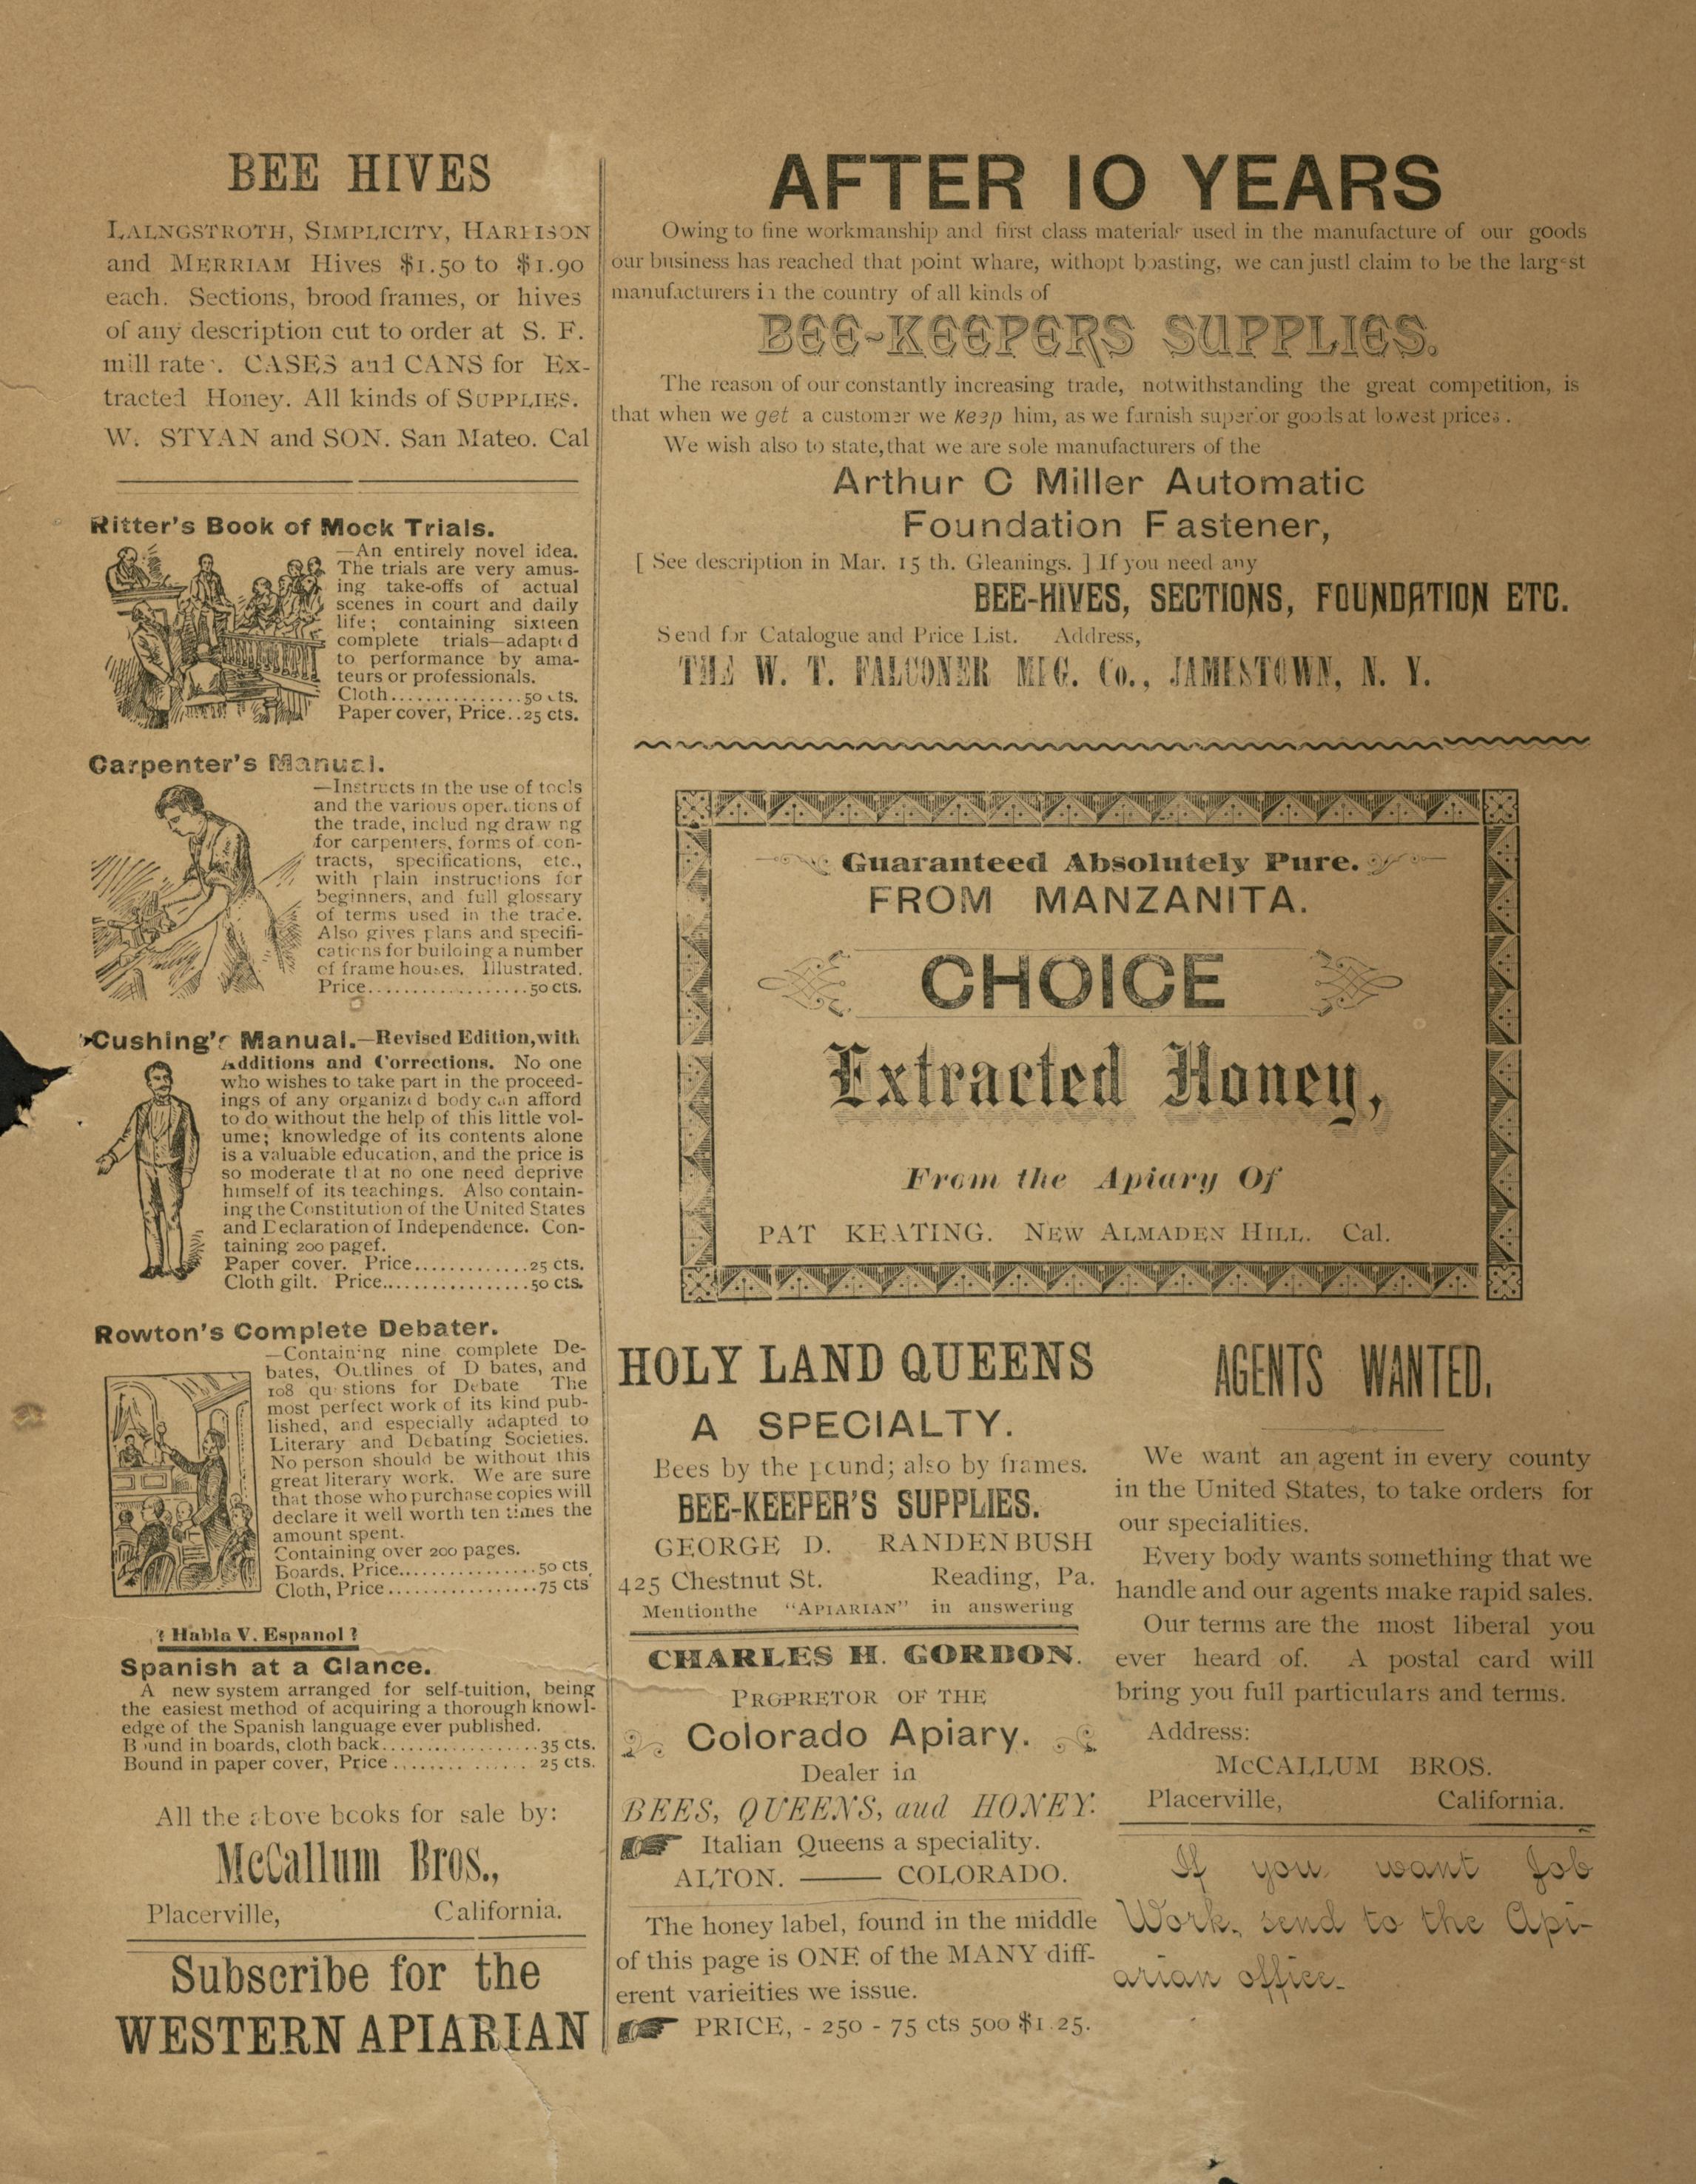 BEE HIVES
LALNGSTROTH, SIMPLICITY, HARRISON
and MERRIAM Hives $1.50 to $1.90
each. Sections, brood frames, or hives
of any description cut to order at S. F.
mill rate. CASES and CANS for Ex-
tracted Honey. All kinds of SUPPLIES.
W. STYAN and SON. San Mateo. Cal
Ritter's Book of Mock Trials.
—An entirely novel idea.
The trials are very amus-
ing take-offs of actual
scenes in court and daily
life; containing sixteen
complete trials—adapted
to performance by ama-
teurs or professionals.
Cloth...............50 cts.
Paper cover, Price..25 cts.
Carpenter's Manual.
—Instructs in the use of tools
and the various operations of
the trade, includ ng draw ng
for carpenters, forms of con-
tracts, specifications, etc.,
with plain instructions for
beginners, and full glossary
of terms used in the trade.
Also gives plans and specifi-
cations for builoing a number
of frame houses. Illustrated.
Price..................50 cts.
Cushing's Manual.—Revised Edition, with
Additions and Corrections. No one
who wishes to take part in the proceed-
ings of any organized body can afford
to do without the help of this little vol-
ume; knowledge of its contents alone
is a valuable education, and the price is
so moderate that no one need deprive
himself of its teachings. Also contain-
ing the Constitution of the United States
and Declaration of Independence. Con-
taining 200 pagef.
Paper cover. Price.............25 cts.
Cloth gilt. Price.................50 cts.
Rowton's Complete Debater.
—Containing nine complete De-
bates, Outlines of D bates, and
108 qu stions for Debate The
most perfect work of its kind pub-
lished, and especially adapted to
Literary and Debating Societies.
No person should be without this
great literary work. We are sure
that those who purchase copies will
declare it well worth ten times the
amount spent.
Containing over 200 pages.
Boards. Price................50 cts.
Cloth, Price.................75 cts
¿ Habla V. Espanol?
Spanish at a Glance.
A new system arranged for self-tuition, being
the easiest method of acquiring a thorough knowl-
edge of the Spanish language ever published.
Bound in boards, cloth back..................35 cts.
Bound in paper cover, Price................25 cts.
All the above books for sale by:
McCallum Bros.,
Placerville, California.
Subscribe for the
WESTERN APIARIAN
AFTER 10 YEARS
Owing to fine workmanship and first class materials used in the manufacture of our goods
our business has reached that point whare, withopt boasting, we can justl claim to be the largest
manufacturers in the country of all kinds of
BEE-KEEPERS SUPPLIES.
The reason of our constantly increasing trade, notwithstanding the great competition, is
that when we get a customer we keep him, as we farnish superior goods at lowest prices.
We wish also to state, that we are sole manufacturers of the
Arthur C Miller Automatic
Foundation Fastener,
[ See description in Mar. 15 th. Gleanings. ] If you need any
BEE-HIVES, SECTIONS, FOUNDATION ETC.
Send for Catalogue and Price List. Address,
THE W. T. FALCONER MFG. Co., JAMESTOWN, N. Y.
Guaranteed Absolutely Pure.
FROM MANZANITA.
CHOICE
Extracted Honey,
From the Apiary Of
PAT KEATING. NEW ALMADEN HILL. Cal.
HOLY LAND QUEENS
A SPECIALTY.
Bees by the pound; also by frames.
BEE-KEEPER'S SUPPLIES.
GEORGE D. RANDENBUSH
425 Chestnut St. Reading, Pa.
Mentionthe "APIARIAN" in answering
CHARLES H. GORDON.
PROPRETOR OF THE
Colorado Apiary.
Dealer in
BEES, QUEENS, aud HONEY.
Italian Queens a speciality.
ALTON. —— COLORADO.
The honey label, found in the middle
of this page is ONE of the MANY diff-
erent varieities we issue.
PRICE, - 250 - 75 cts 500 $1.25.
AGENTS WANTED.
We want an agent in every county
in the United States, to take orders for
our specialities.
Every body wants something that we
handle and our agents make rapid sales.
Our terms are the most liberal you
ever heard of. A postal card will
bring you full particulars and terms.
Address:
McCALLUM BROS.
Placerville, California.
If you want Job
Work, send to the Api-
arian office.